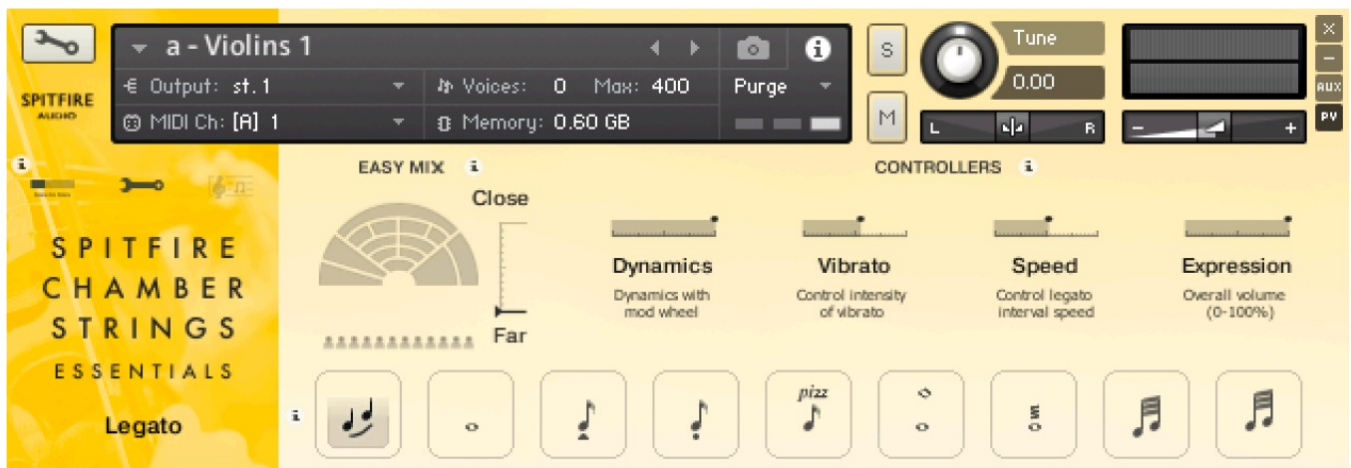 a - Violins 1
S
Tune
0.00
Output: st.1
Voices: 0 Max: 400
Purge
SPITFIRE
AUDIO
MIDI Ch: [A] 1
Memory: 0.60 GB
M
L
R
-
+
×
-
AUX
PV
EASY MIX
CONTROLLERS
Close
Far
Dynamics
Dynamics with
mod wheel
Vibrato
Control intensity
of vibrato
Speed
Control legato
interval speed
Expression
Overall volume
(0-100%)
SPITFIRE
CHAMBER
STRINGS
ESSENTIALS
Legato
pizz